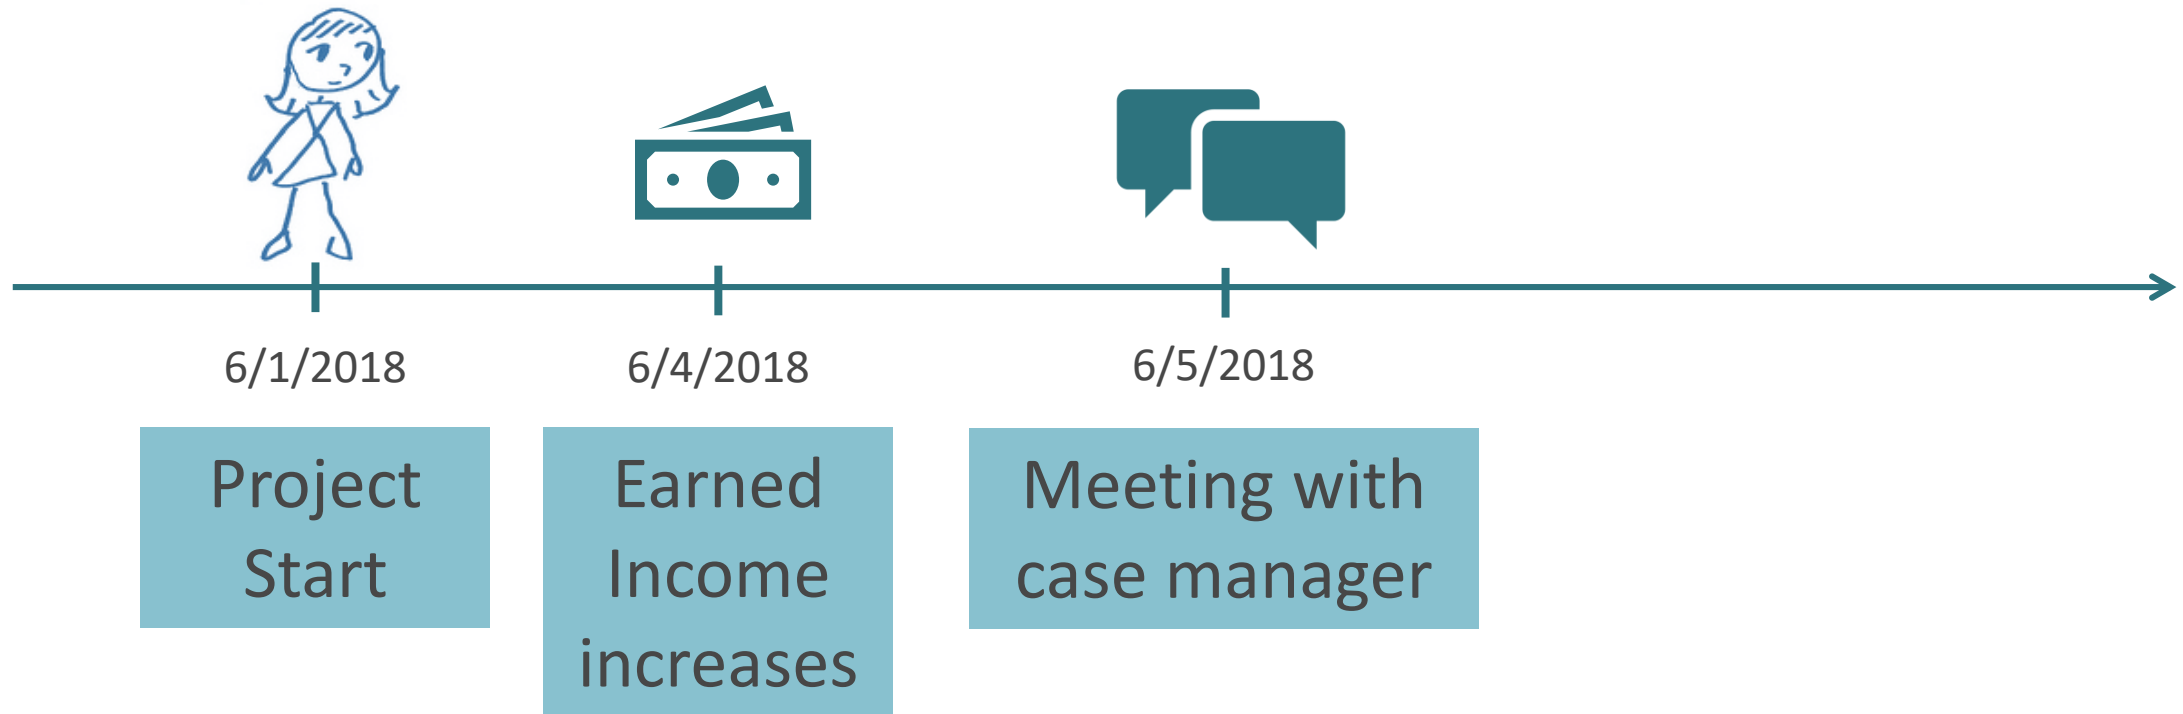 6/1/2018
6/4/2018
6/5/2018
Project
Start
Earned
Income
increases
Meeting with
case manager